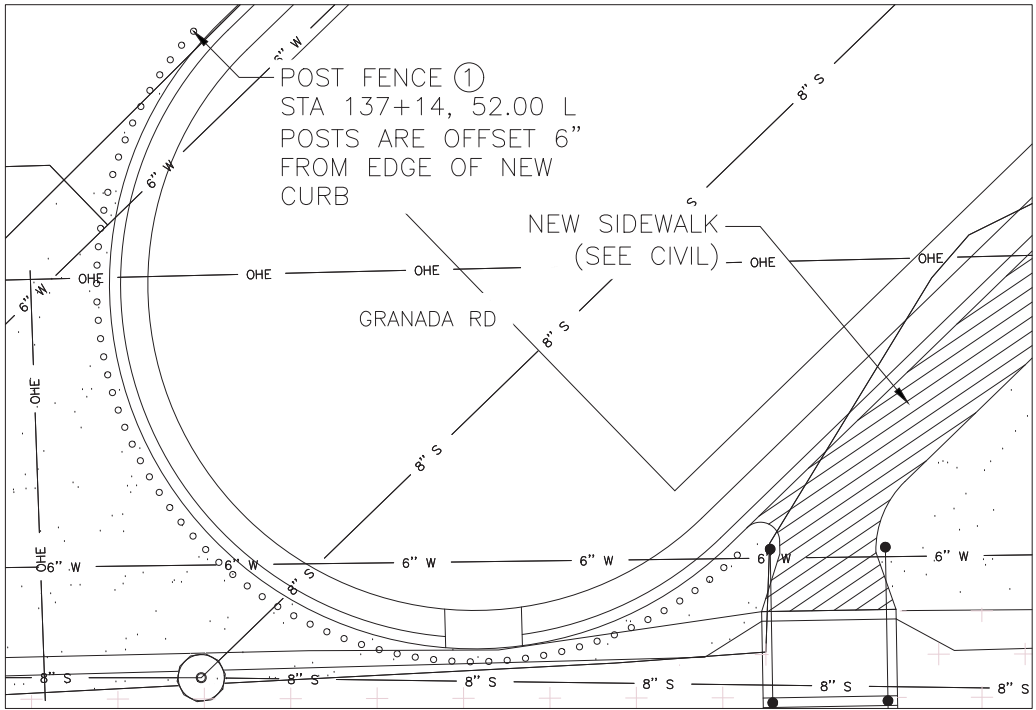 6" W
POST FENCE 1
STA 137+14, 52.00 L
POSTS ARE OFFSET 6"
FROM EDGE OF NEW
CURB
8" S
6" W
S
NEW SIDEWALK
(SEE CIVIL)
OHE
OHE
OHE
OHE
OHE
6" W
GRANADA RD
8" S
OHE
8" S
OHE
6" W
6" W
6" W
6" W
6" W
6" W
8" S
8" S
8" S
8" S
8" S
8" S
8" S